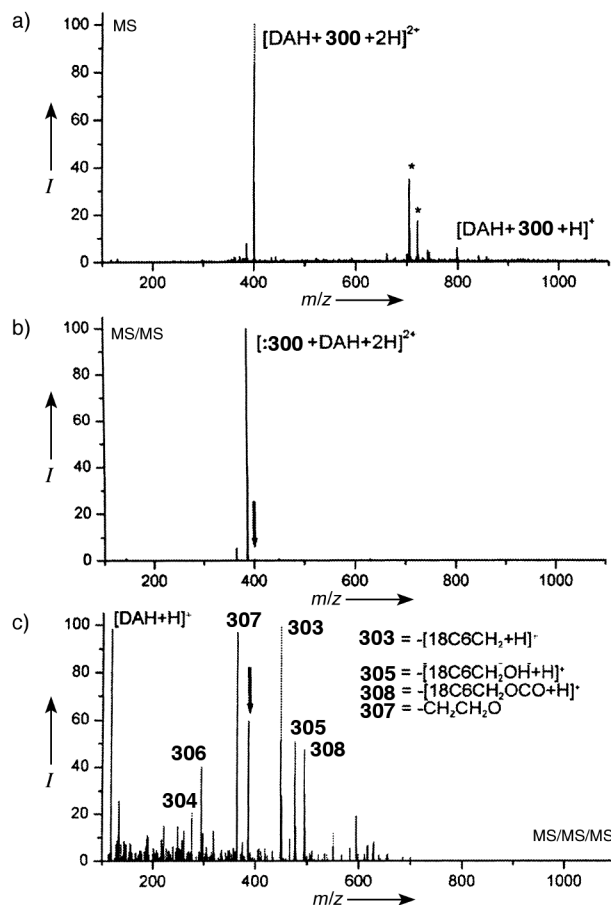 a)
MS
100
80
60
40
20
0
I
[DAH+ 300 +2H]2+
*
*
[DAH+ 300 +H]+
200 400 600 800 1000
m/z
b)
MS/MS
100
80
60
40
20
0
I
[:300 +DAH+2H]2+
200 400 600 800 1000
m/z
c)
100
80
60
40
20
0
I
[DAH+H]+
307
303
306
304
305
308
303 = -[18C6CH2+H]+
305 = -[18C6CH2OH+H]+
308 = -[18C6CH2OCO+H]+
307 = -CH2CH2O
MS/MS/MS
200 400 600 800 1000
m/z